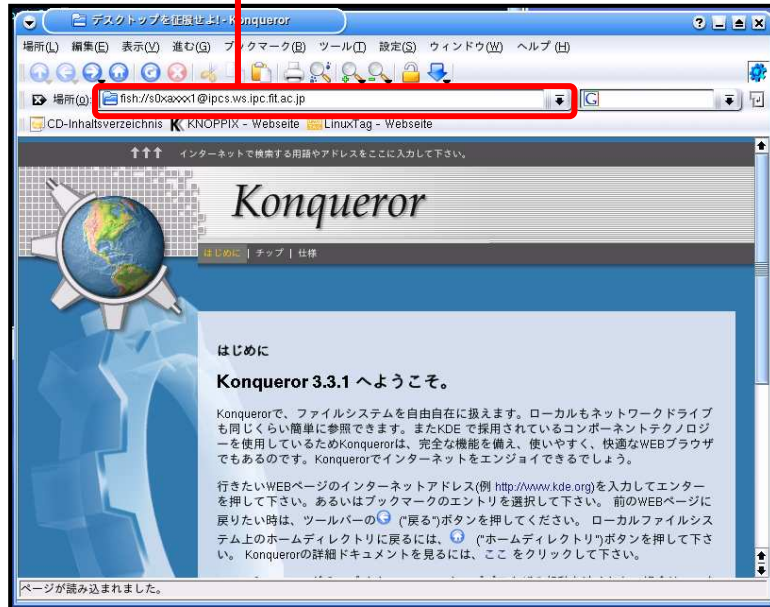 デスクトップを征服せよ! - Konqueror
場所(L) 編集(E) 表示(V) 進む(G) ブックマーク(B) ツール(T) 設定(S) ウィンドウ(W) ヘルプ(H)
場所(o): fish://s0xaxxx1@ipcs.ws.ipc.fit.ac.jp
CD-Inhaltsverzeichnis KNOPPIX - Webseite LinuxTag - Webseite
インターネットで検索する用語やアドレスをここに入力して下さい。
Konqueror
はじめに | チップ | 仕様
はじめに
Konqueror 3.3.1 へようこそ。
Konquerorで、ファイルシステムを自由自在に扱えます。ローカルもネットワークドライブ
も同じくらい簡単に参照できます。またKDE で採用されているコンポーネントテクノロジ
ーを使用しているためKonquerorは、完全な機能を備え、使いやすく、快適なWEBブラウザ
でもあるのです。Konquerorでインターネットをエンジョイできるでしょう。
行きたいWEBページのインターネットアドレス(例 http://www.kde.org)を入力してエンター
を押して下さい。あるいはブックマークのエントリを選択して下さい。 前のWEBページに
戻りたい時は、ツールバーの ("戻る")ボタンを押してください。 ローカルファイルシス
テム上のホームディレクトリに戻るには、 ("ホームディレクトリ")ボタンを押して下さ
い。 Konquerorの詳細ドキュメントを見るには、ここ をクリックして下さい。
ページが読み込まれました。